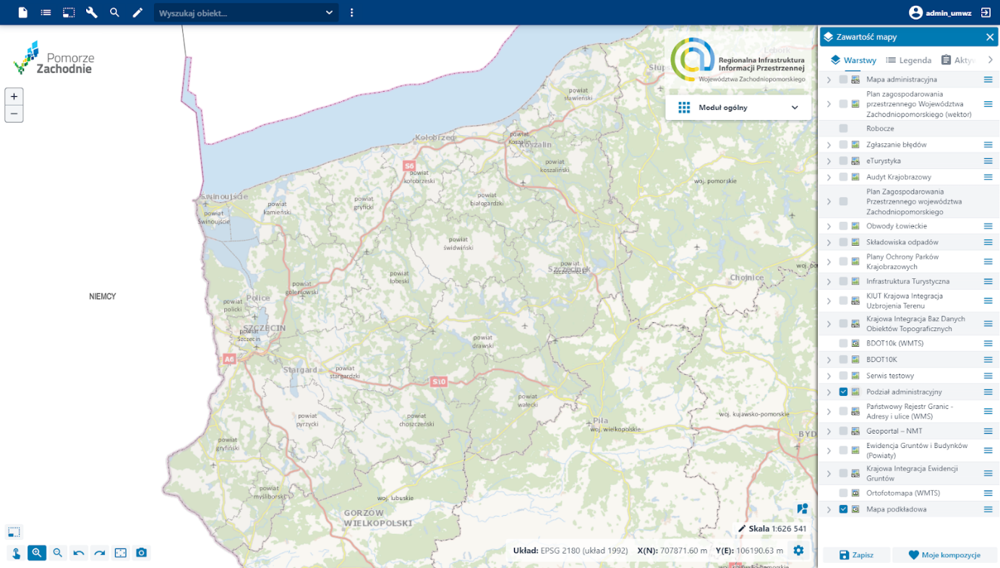 Wyszukaj obiekt...
admin_umwz
Pomorze
Zachodnie
+
−
Regionalna Infrastruktura
Informacji Przestrzennej
Województwa Zachodniopomorskiego
Moduł ogólny
Zawartość mapy
Warstwy
Legenda
Mapa administracyjna
Plan zagospodarowania
przestrzennego Województwa
Zachodniopomorskiego (wektor)
Robocze
Zgłaszanie błędów
eTurystyka
Audyt Krajobrazowy
Plan Zagospodarowania
Przestrzennego województwa
Zachodniopomorskiego
Obwody Łowieckie
Składowiska odpadów
Plany Ochrony Parków
Krajobrazowych
Infrastruktura Turystyczna
KIUT Krajowa Integracja
Uzbrojenia Terenu
Krajowa Integracja Baz Danych
Obiektów Topograficznych
BDOT10k (WMTS)
BDOT10K
Serwis testowy
Podział administracyjny
Państwowy Rejestr Granic -
Adresy i ulice (WMS)
Geoportal – NMT
Ewidencja Gruntów i Budynków
(Powiaty)
Krajowa Integracja Ewidencji
Gruntów
Ortofotomapa (WMTS)
Mapa podkładowa
Zapisz
Moje kompozycje
Lębork
powiat
sławieński
Kołobrzeg
powiat
Koszalin
Koszalin
S6
powiat
kołobrzeski
powiat
koszaliński
woj. pomorskie
Świnoujście
powiat
Świnoujście
powiat
kamieński
powiat
gryficki
powiat
białogardzki
powiat
świdwiński
powiat
szczecinecki
Szczecinek
Chojnice
powiat
łobeski
powiat
goleniowski
NIEMCY
Police
powiat
policki
SZCZECIN
powiat
Szczecin
powiat
drawski
A6
Stargard
powiat
stargardzki
S10
powiat
wałecki
powiat
pyrzycki
powiat
choszczeński
Piła
woj. wielkopolskie
woj. kujawsko-pomorskie
powiat
gryfiński
powiat
myśliborski
woj. lubuskie
GORZÓW
WIELKOPOLSKI
Skala 1:626 541
Układ: EPSG 2180 (układ 1992) X(N): 707871.60 m Y(E): 106190.63 m